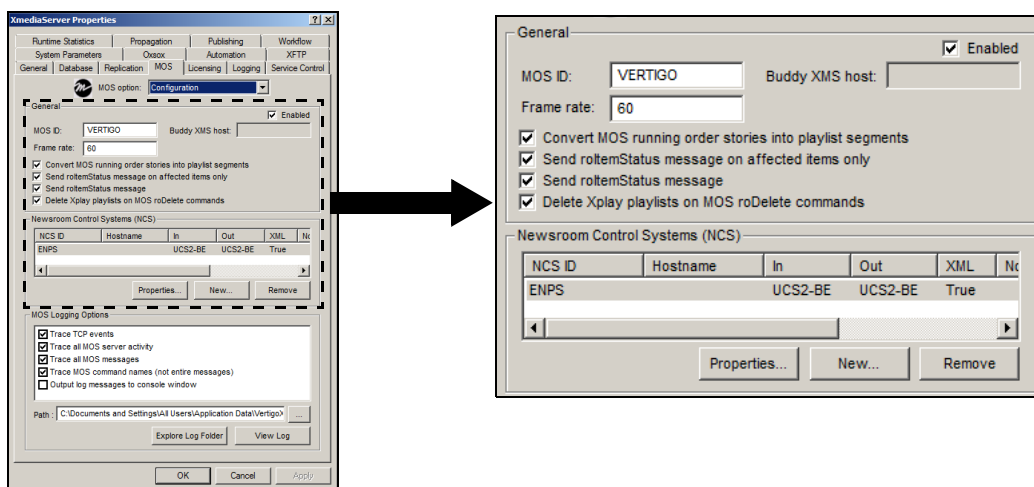 XmediaServer Properties
Runtime Statistics Propagation Publishing Workflow
System Parameters Oxsox Automation XFTP
General Database Replication MOS Licensing Logging Service Control
MOS option: Configuration
General
Enabled
MOS ID: VERTIGO Buddy XMS host:
Frame rate: 60
Convert MOS running order stories into playlist segments
Send roItemStatus message on affected items only
Send roItemStatus message
Delete Xplay playlists on MOS roDelete commands
Newsroom Control Systems (NCS)
NCS ID Hostname In Out XML Nc
ENPS UCS2-BE UCS2-BE True
Properties... New... Remove
MOS Logging Options
Trace TCP events
Trace all MOS server activity
Trace all MOS messages
Trace MOS command names (not entire messages)
Output log messages to console window
Path : C:\Documents and Settings\All Users\Application Data\VertigoX ...
Explore Log Folder View Log
OK Cancel Apply
General
Enabled
MOS ID: VERTIGO Buddy XMS host:
Frame rate: 60
Convert MOS running order stories into playlist segments
Send roItemStatus message on affected items only
Send roItemStatus message
Delete Xplay playlists on MOS roDelete commands
Newsroom Control Systems (NCS)
NCS ID Hostname In Out XML Nc
ENPS UCS2-BE UCS2-BE True
Properties... New... Remove